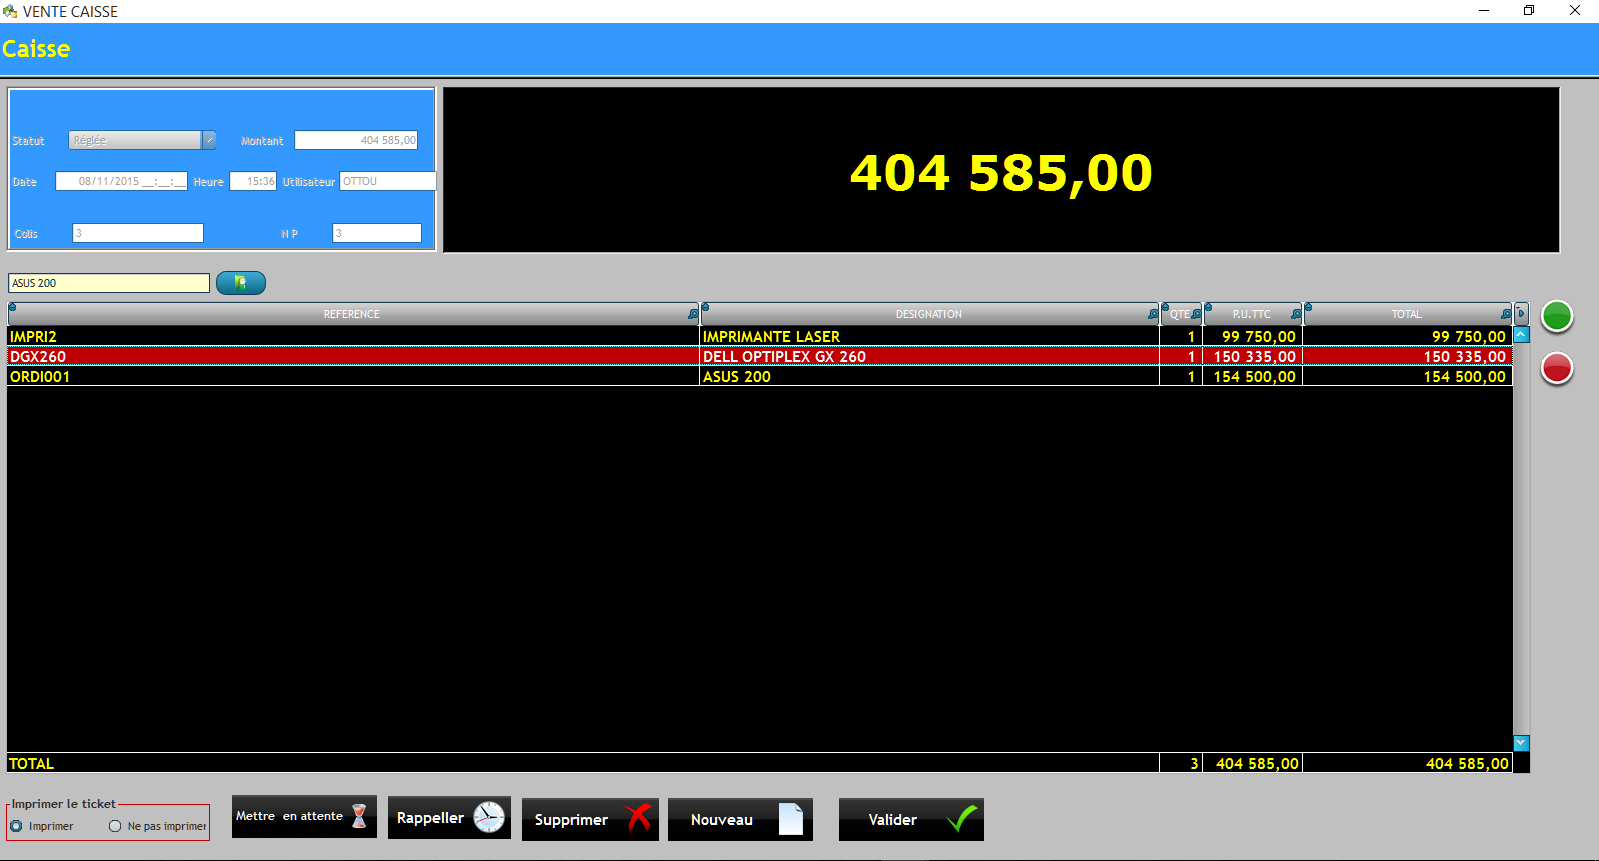 VENTE CAISSE
Caisse
Statut Réglée Montant 404 585,00
Date 08/11/2015 __:__:__ Heure 15:36 Utilisateur OTTOU
Colis 3 N P 3
404 585,00
ASUS 200
REFERENCE DESIGNATION QTE P.U.TTC TOTAL
IMPRI2 IMPRIMANTE LASER 1 99 750,00 99 750,00
DGX260 DELL OPTIPLEX GX 260 1 150 335,00 150 335,00
ORDI001 ASUS 200 1 154 500,00 154 500,00
TOTAL 3 404 585,00 404 585,00
Imprimer le ticket
Imprimer Ne pas imprimer
Mettre en attente Rappeller Supprimer Nouveau Valider